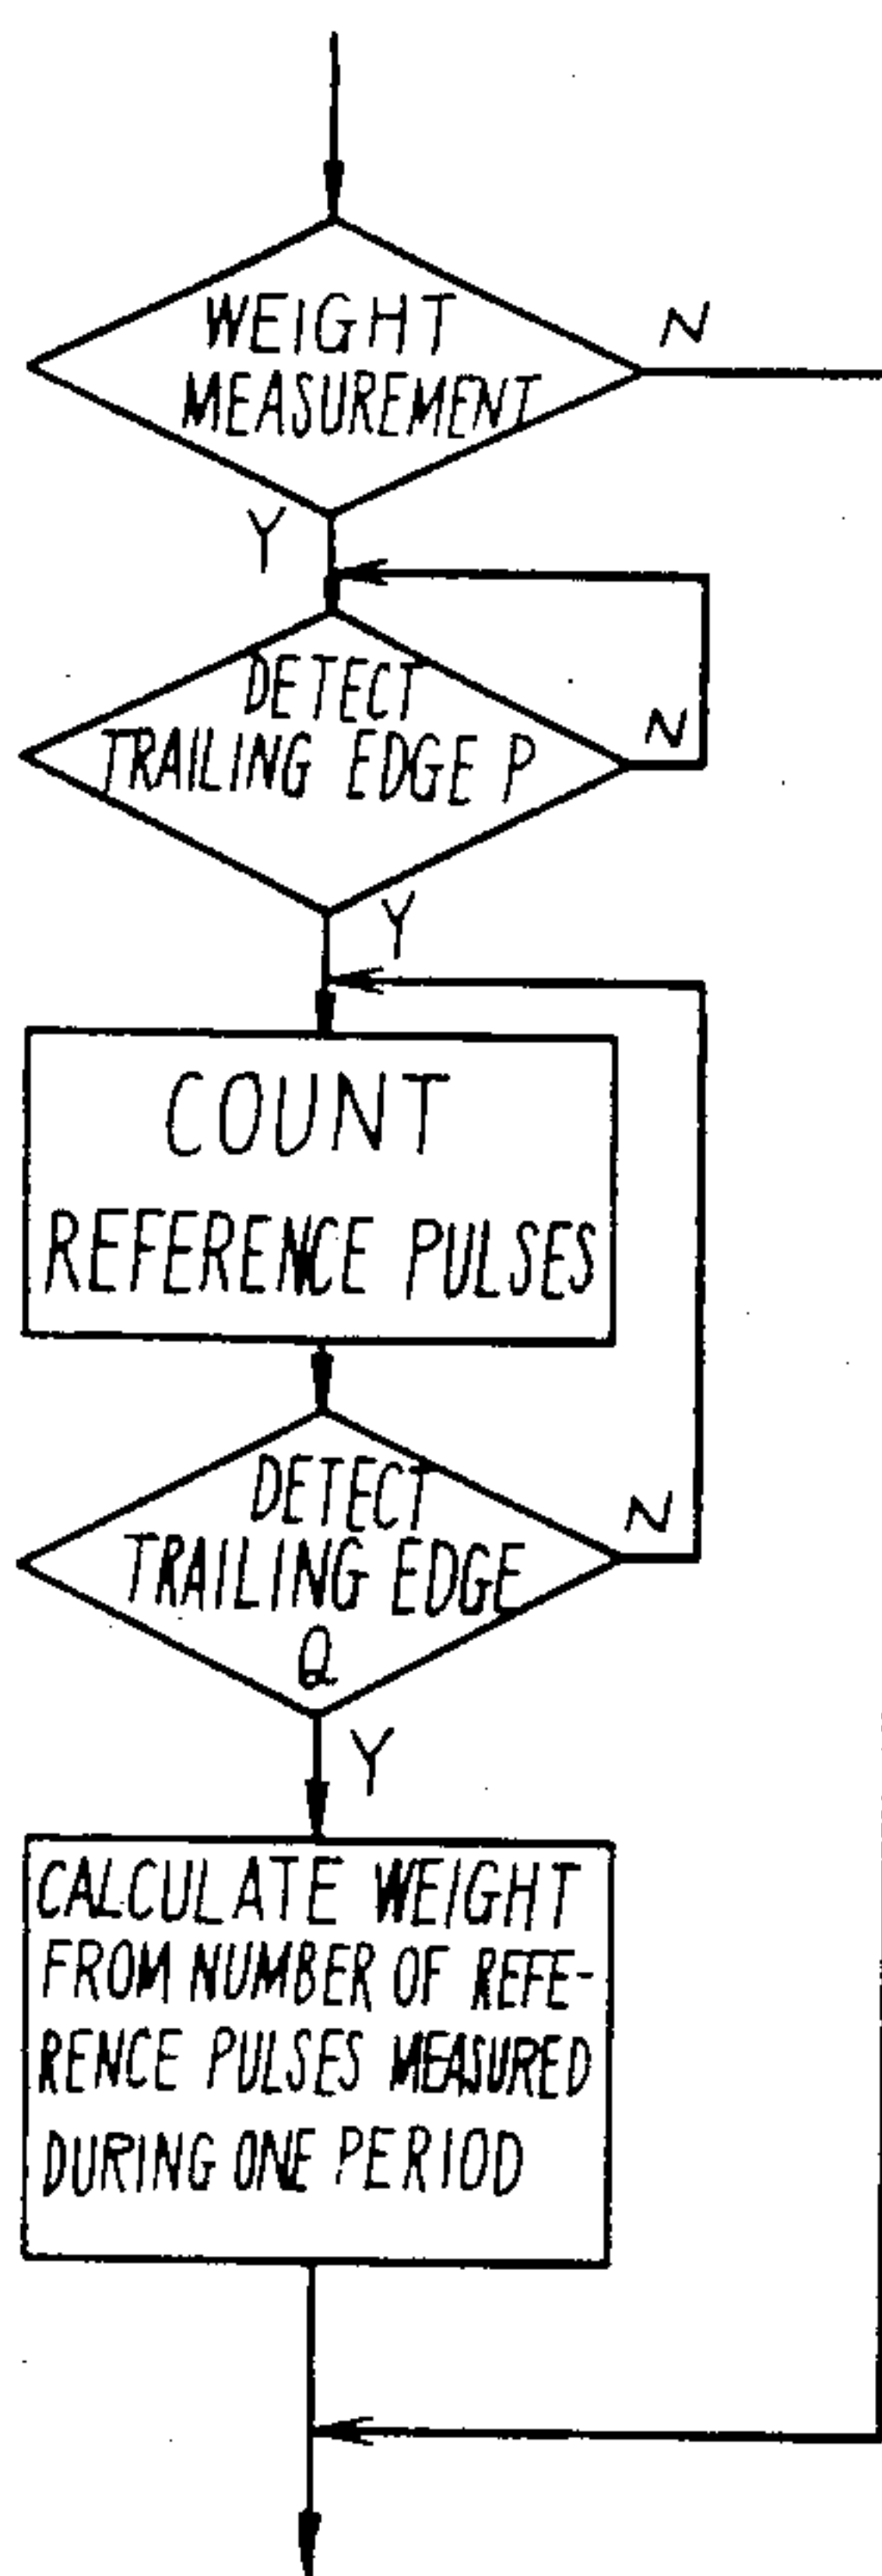 WEIGHT
N
MEASUREMENT
Y
DETECT
TRAILING EDGE P
N
Y
COUNT
REFERENCE PULSES
DETECT
N
TRAILING EDGE
Q
Y
CALCULATE WEIGHT
FROM NUMBER OF REFE-
RENCE PULSES MEASURED
DURING ONE PERIOD